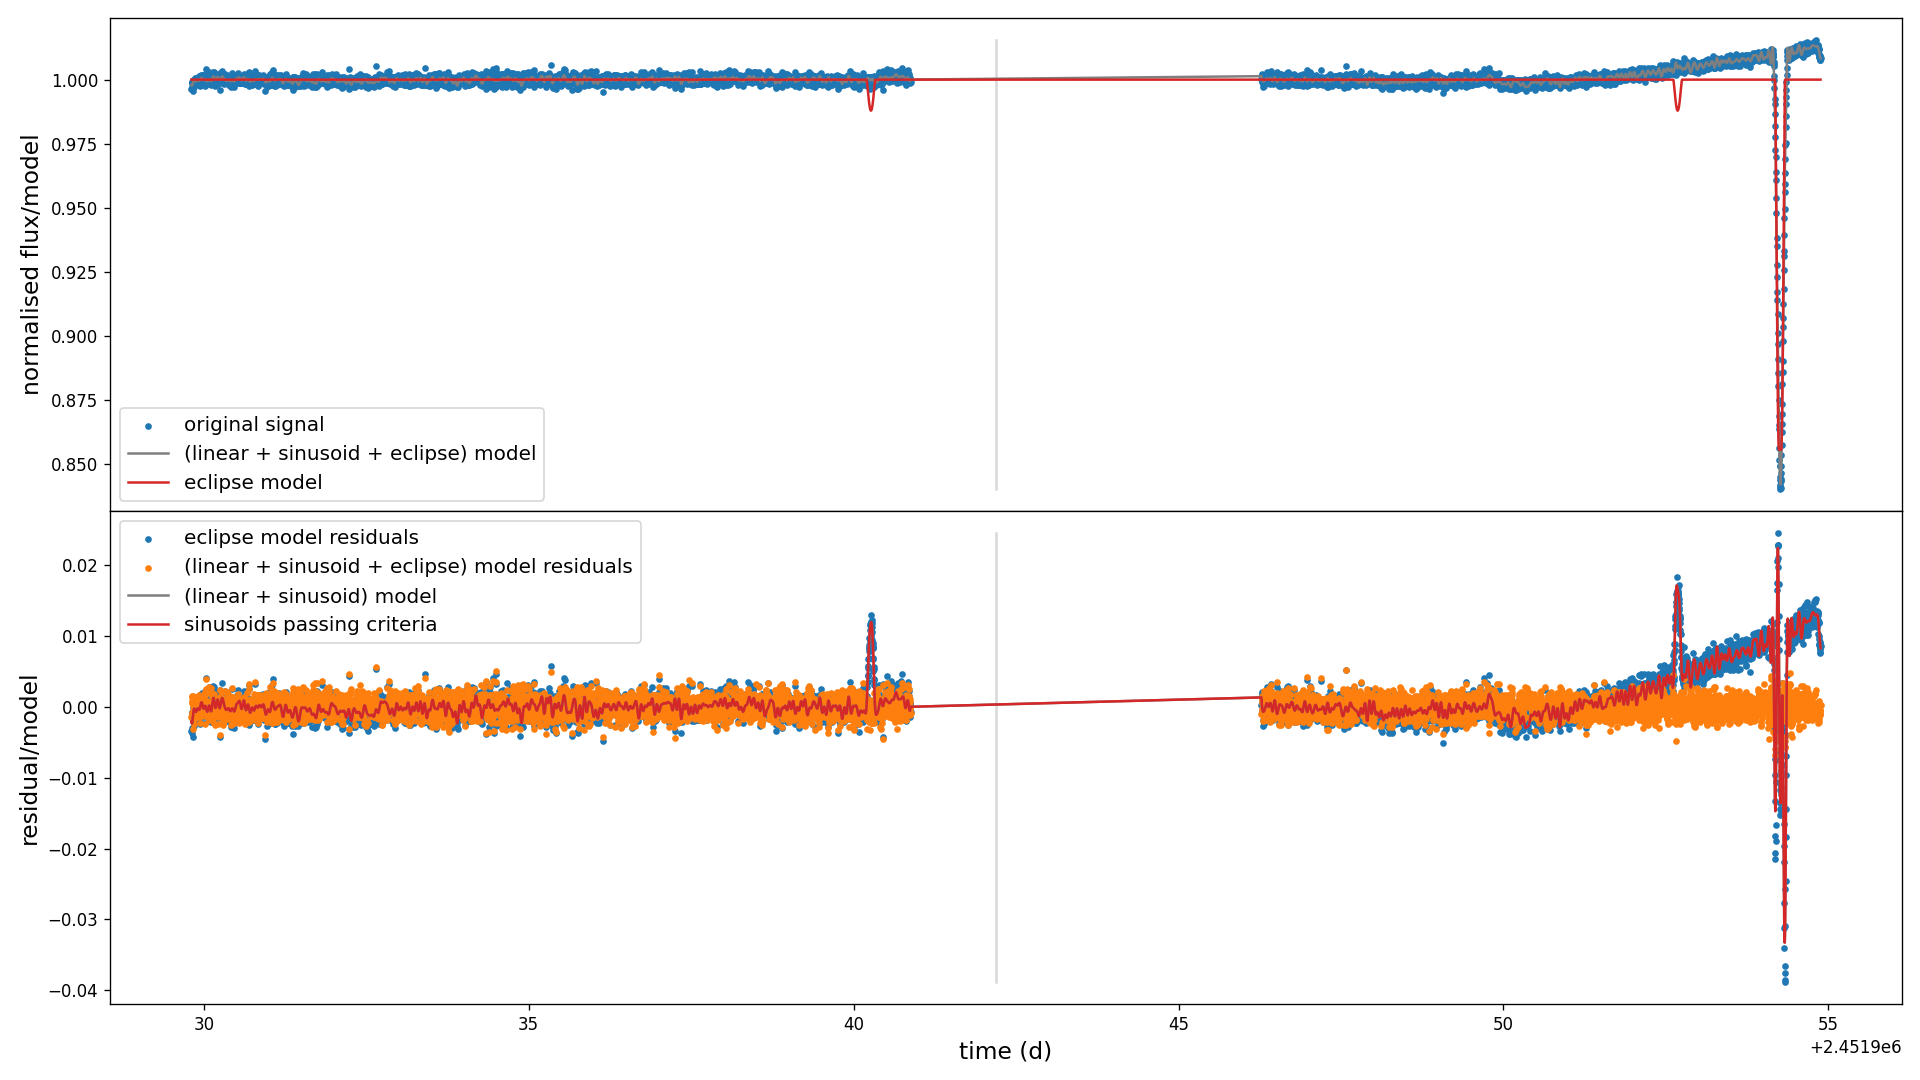 normalised flux/model
1.000
0.975
0.950
0.925
0.900
0.875
0.850
original signal
(linear + sinusoid + eclipse) model
eclipse model
residual/model
0.02
0.01
0.00
−0.01
−0.02
−0.03
−0.04
eclipse model residuals
(linear + sinusoid + eclipse) model residuals
(linear + sinusoid) model
sinusoids passing criteria
30 35 40 45 50 55
time (d)
+2.4519e6